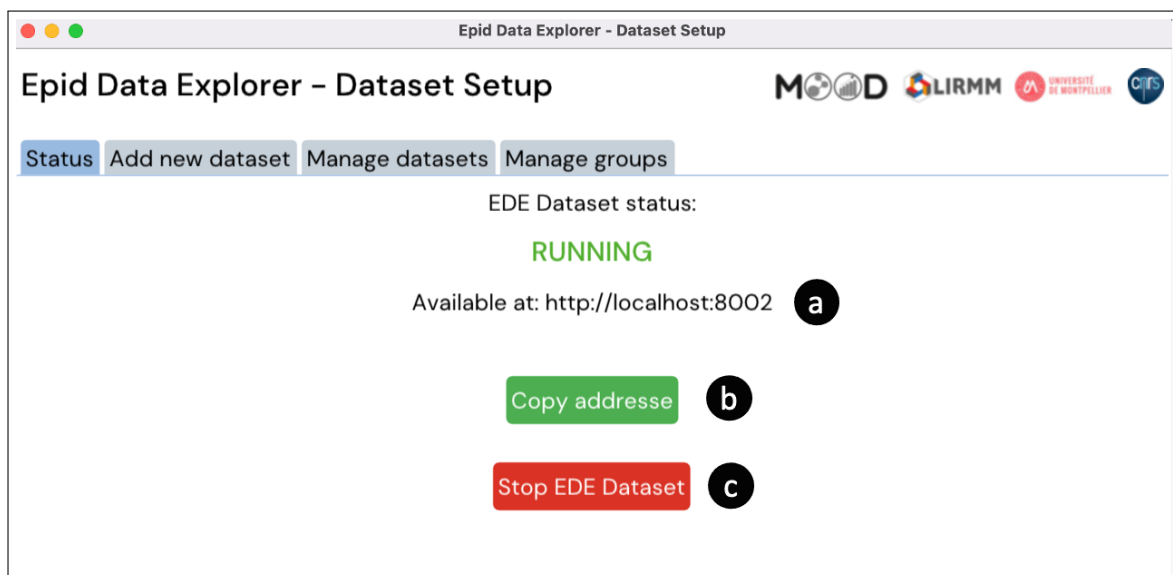 Epid Data Explorer - Dataset Setup
Epid Data Explorer - Dataset Setup
MOOD LIRMM UNIVERSITÉ DE MONTPELLIER cnrs
Status Add new dataset Manage datasets Manage groups
EDE Dataset status:
RUNNING
Available at: http://localhost:8002 a
Copy addresse b
Stop EDE Dataset c